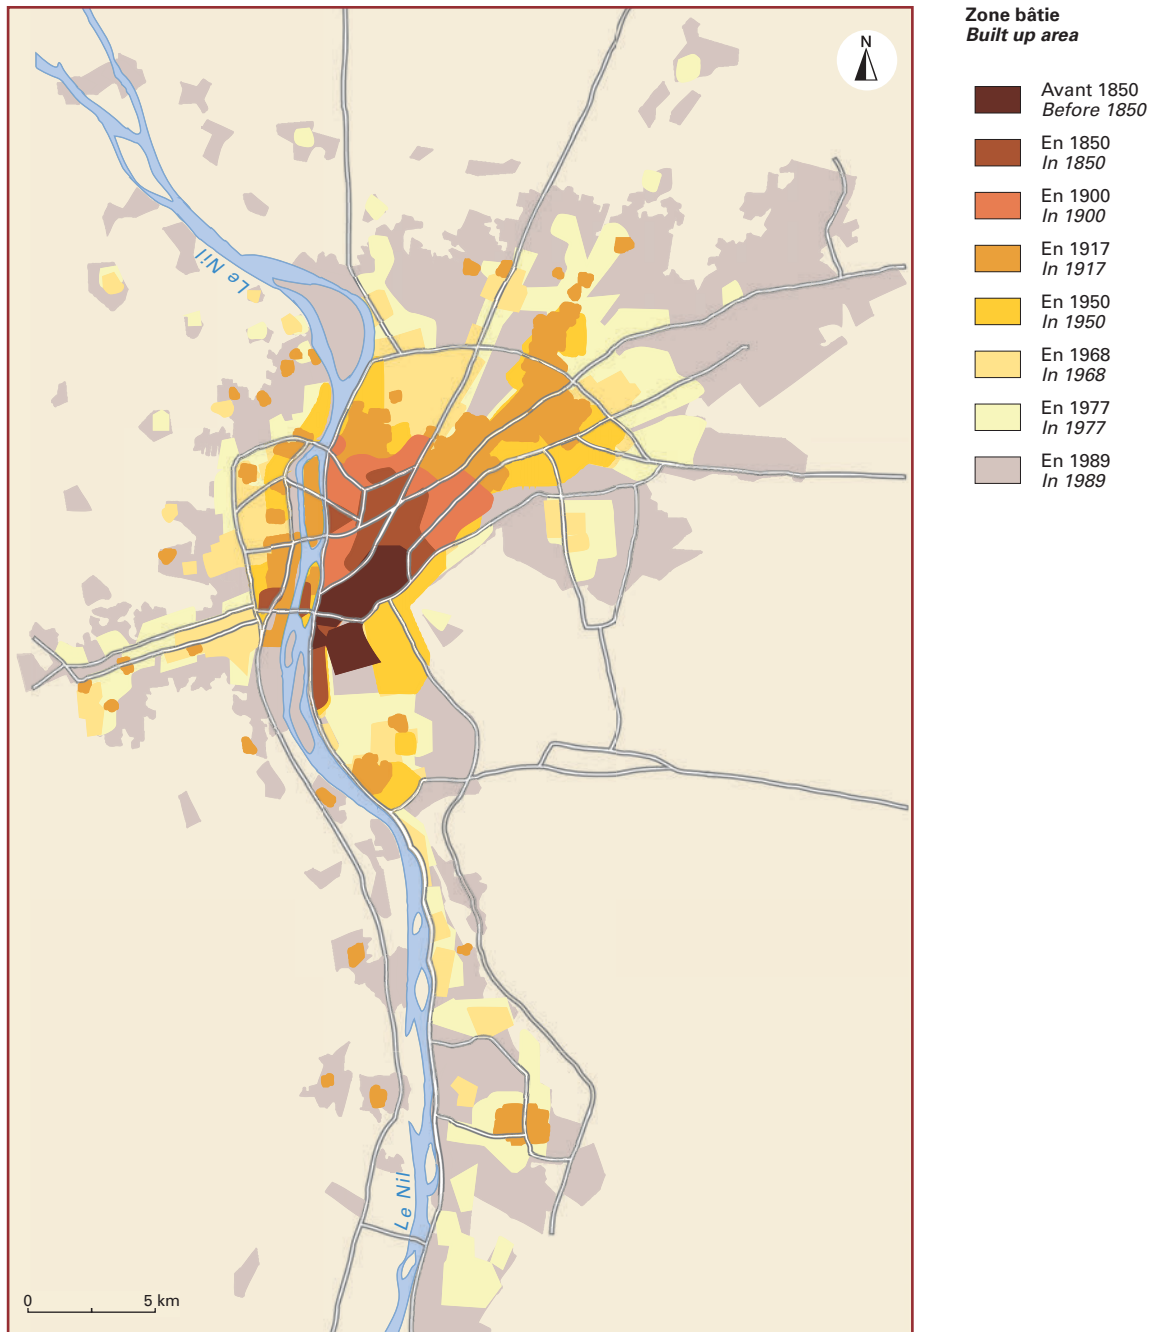 Zone bâtie
Built up area
N
Avant 1850
Before 1850
En 1850
In 1850
En 1900
In 1900
En 1917
In 1917
En 1950
In 1950
En 1968
In 1968
En 1977
In 1977
En 1989
In 1989
Le Nil
Le Nil
0 5 km